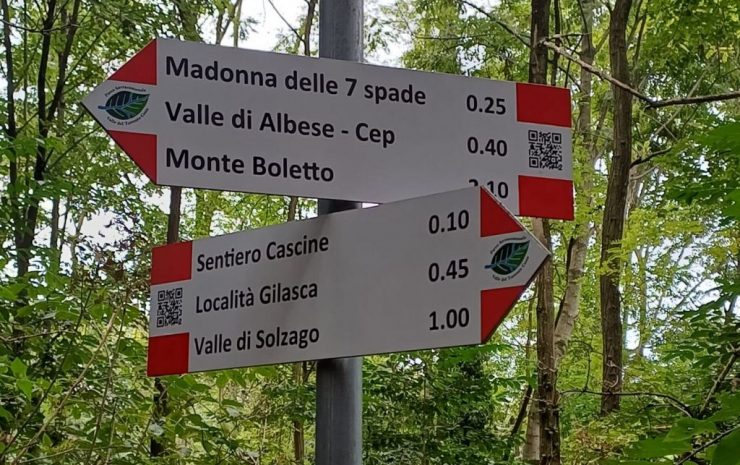 Madonna delle 7 spade 0.25
Valle di Albese - Cep 0.40
Monte Boletto
Sentiero Cascine 0.10
Località Gilasca 0.45
Valle di Solzago 1.00